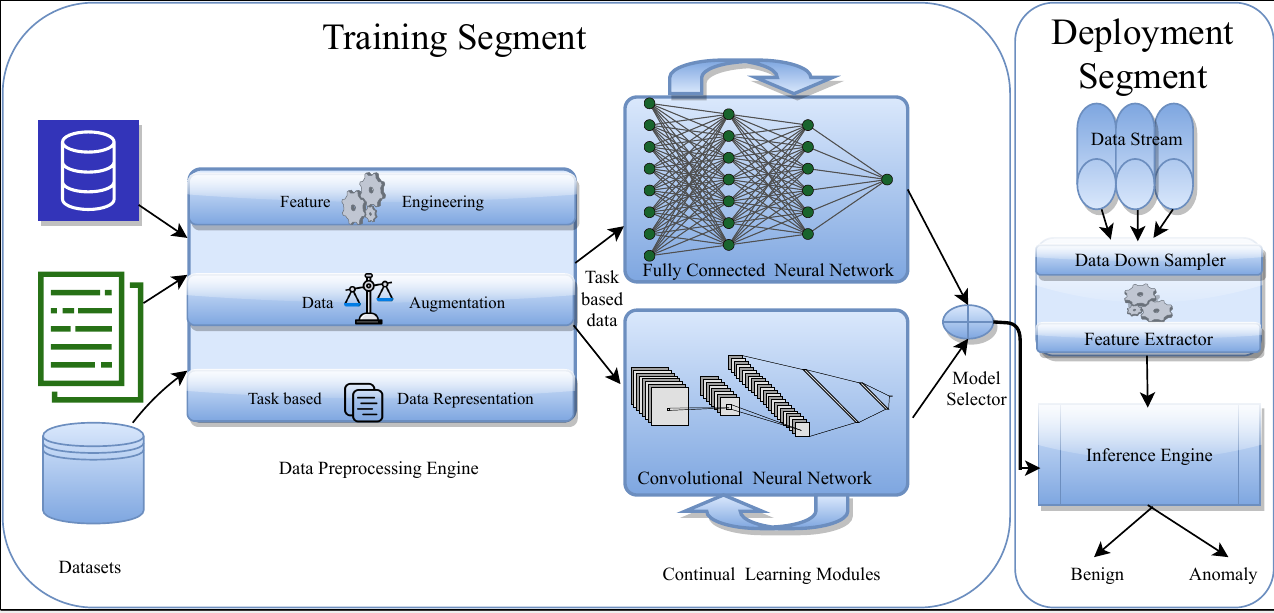 Training Segment
Deployment
Segment
Data Stream
Feature Engineering
Data Augmentation
Task based Data Representation
Data Preprocessing Engine
Datasets
Task
based
data
Fully Connected Neural Network
Convolutional Neural Network
Continual Learning Modules
Model
Selector
Data Down Sampler
Feature Extractor
Inference Engine
Benign
Anomaly